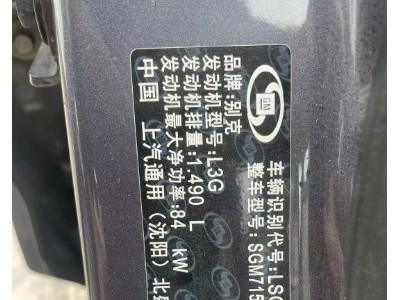 GM
车辆识别代号:LSG
整车型号:SGM715
品牌:别克
发动机型号:L3G
发动机排量:1.490 L
发动机最大净功率:84 kW
中国 上汽通用(沈阳)北